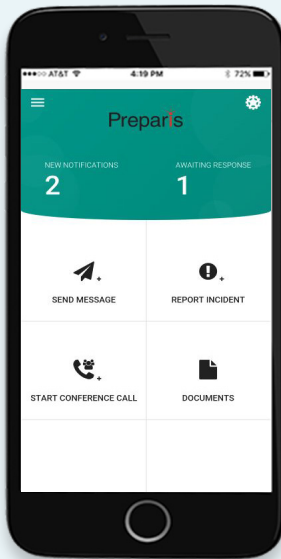 AT&T 4:19 PM 72%
Preparis
NEW NOTIFICATIONS AWAITING RESPONSE
2 1
SEND MESSAGE REPORT INCIDENT
START CONFERENCE CALL DOCUMENTS